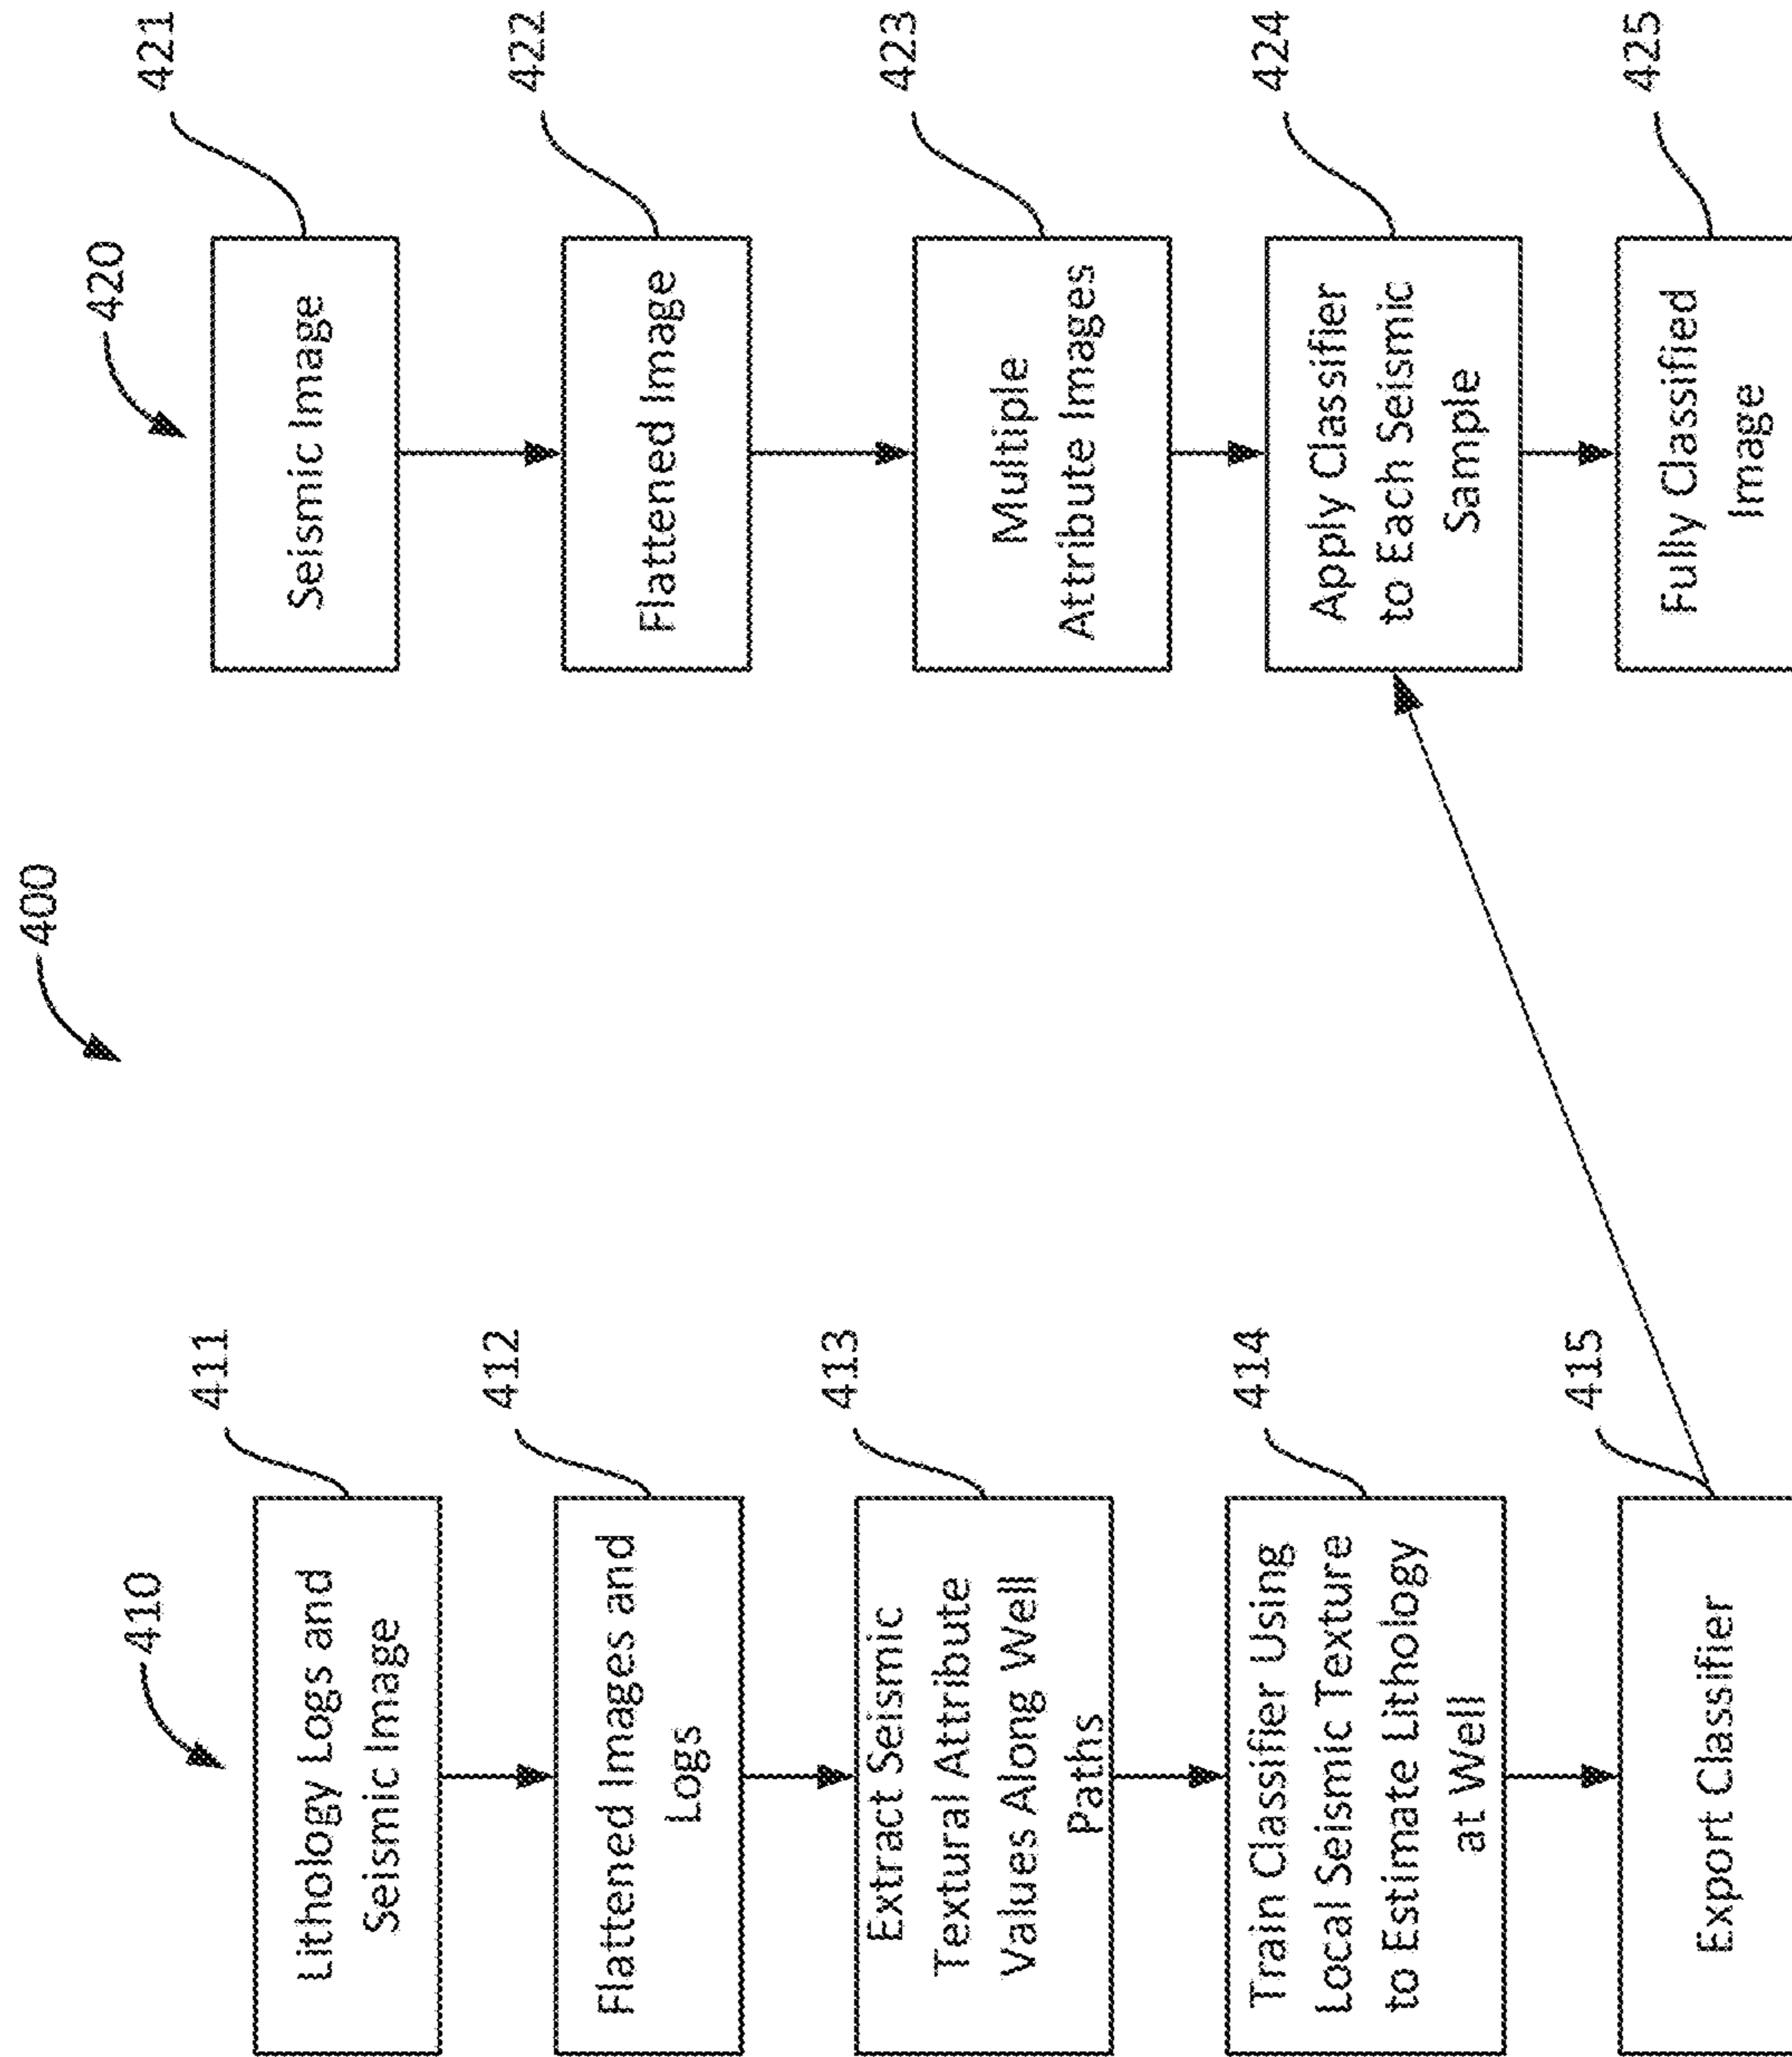 400
410
Lithology Logs and
Seismic Image
411
Flattened Images and
Logs
412
Extract Seismic
Textural Attribute
Values Along Well
Paths
413
Train Classifier Using
Local Seismic Texture
to Estimate Lithology
at Well
414
Export Classifier
415
420
Seismic Image
421
Flattened Image
422
Multiple
Attribute Images
423
Apply Classifier
to Each Seismic
Sample
424
Fully Classified
Image
425